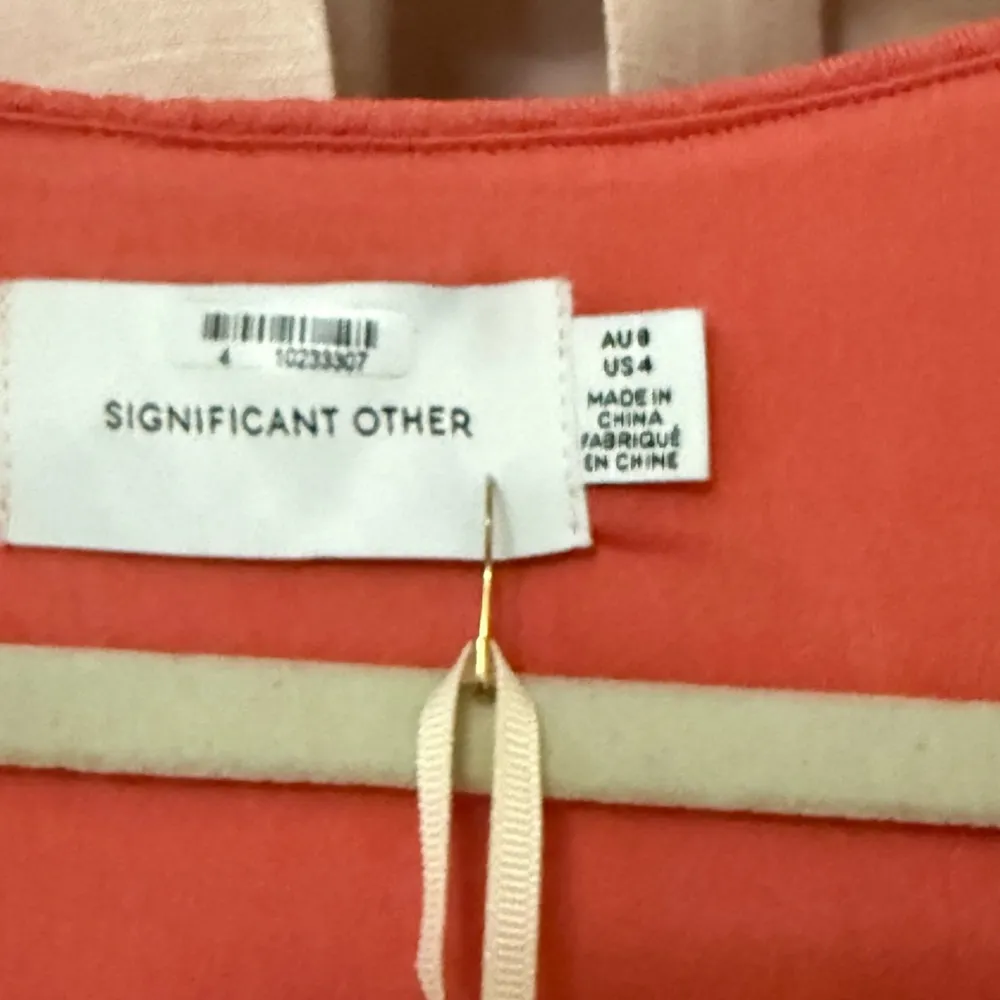 4 10233307
SIGNIFICANT OTHER
AU 8
US 4
MADE IN
CHINA
FABRIQUÉ
EN CHINE